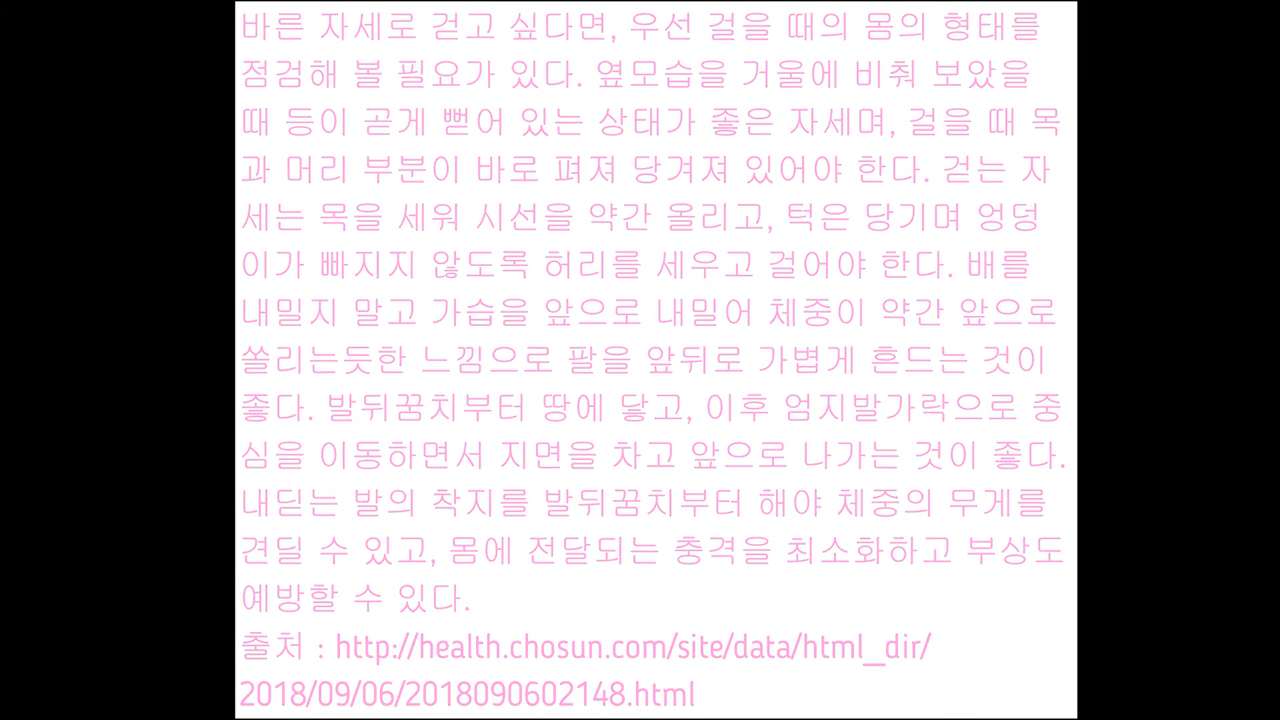 바른 자세로 걷고 싶다면, 우선 걸을 때의 몸의 형태를
점검해 볼 필요가 있다. 옆모습을 거울에 비춰 보았을
때 등이 곧게 뻗어 있는 상태가 좋은 자세며, 걸을 때 목
과 머리 부분이 바로 펴져 당겨져 있어야 한다. 걷는 자
세는 목을 세워 시선을 약간 올리고, 턱은 당기며 엉덩
이가 빠지지 않도록 허리를 세우고 걸어야 한다. 배를
내밀지 말고 가슴을 앞으로 내밀어 체중이 약간 앞으로
쏠리는듯한 느낌으로 팔을 앞뒤로 가볍게 흔드는 것이
좋다. 발뒤꿈치부터 땅에 닿고, 이후 엄지발가락으로 중
심을 이동하면서 지면을 차고 앞으로 나가는 것이 좋다.
내딛는 발의 착지를 발뒤꿈치부터 해야 체중의 무게를
견딜 수 있고, 몸에 전달되는 충격을 최소화하고 부상도
예방할 수 있다.
출처 : http://health.chosun.com/site/data/html_dir/
2018/09/06/2018090602148.html